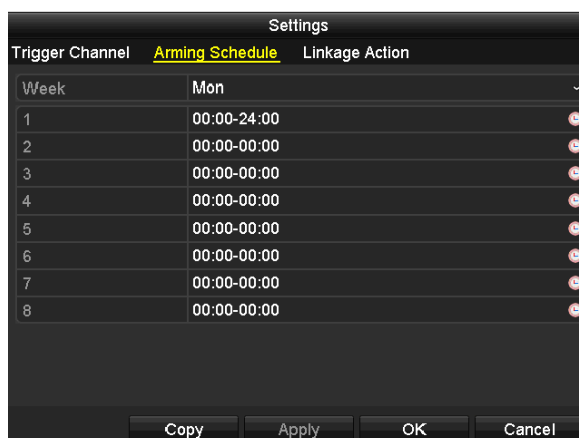 Settings
Trigger Channel Arming Schedule Linkage Action
Week Mon
1 00:00-24:00
2 00:00-00:00
3 00:00-00:00
4 00:00-00:00
5 00:00-00:00
6 00:00-00:00
7 00:00-00:00
8 00:00-00:00
Copy Apply OK Cancel